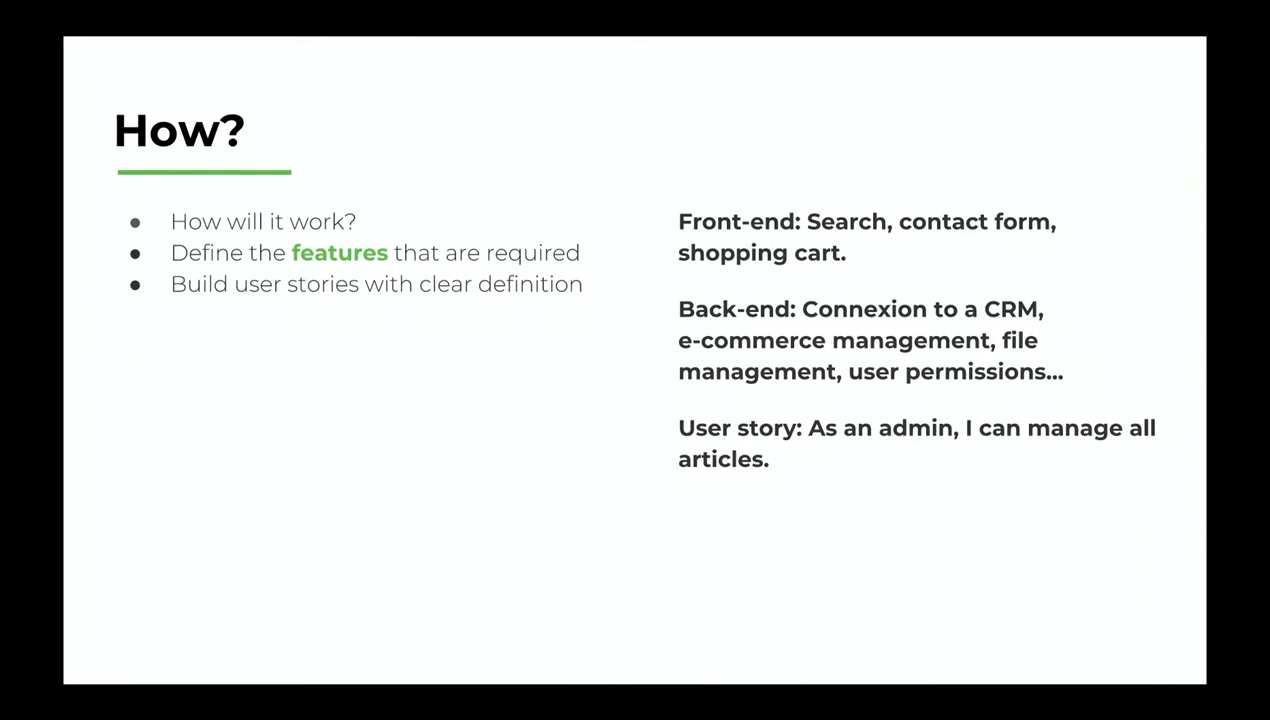 How?
● How will it work?
● Define the features that are required
● Build user stories with clear definition
Front-end: Search, contact form,
shopping cart.
Back-end: Connexion to a CRM,
e-commerce management, file
management, user permissions...
User story: As an admin, I can manage all
articles.